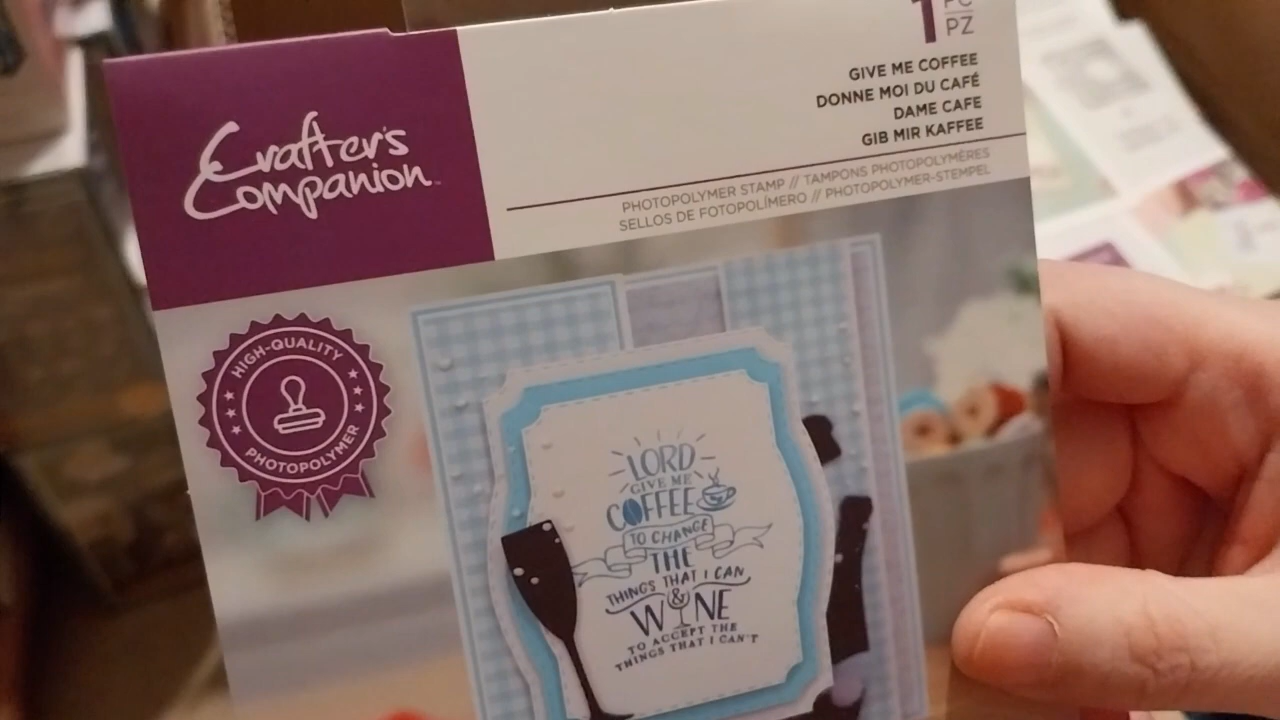 Crafter's
Companion
1 PC
PZ
GIVE ME COFFEE
DONNE MOI DU CAFÉ
DAME CAFE
GIB MIR KAFFEE
PHOTOPOLYMER STAMP // TAMPONS PHOTOPOLYMÈRES
SELLOS DE FOTOPOLÍMERO // PHOTOPOLYMER-STEMPEL
HIGH-QUALITY
PHOTOPOLYMER
LORD
GIVE ME
COFFEE
TO CHANGE
THE
THINGS THAT I CAN
&
WINE
TO ACCEPT THE
THINGS THAT I CAN'T